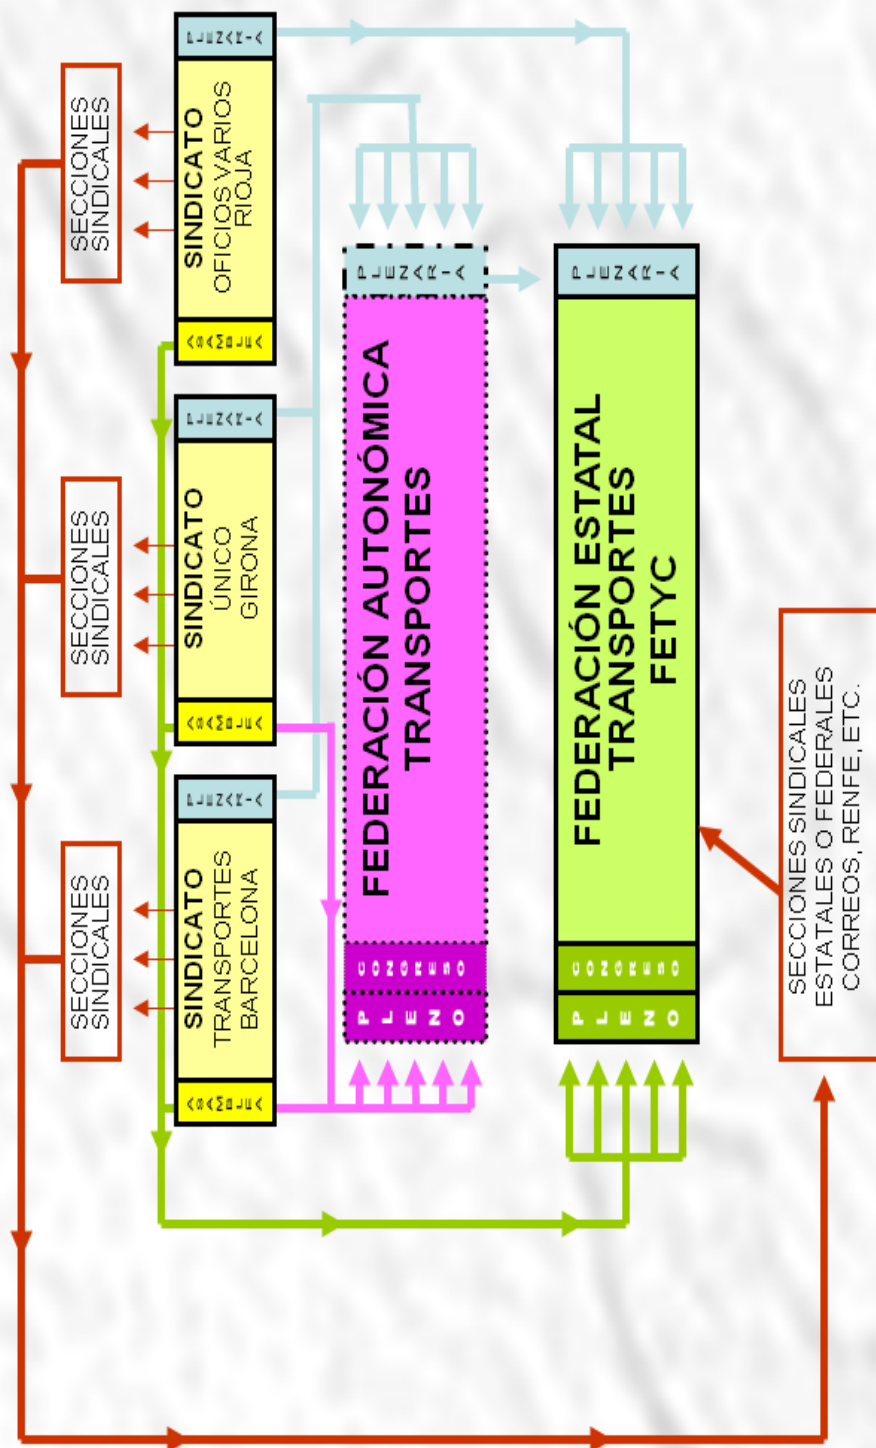 SECCIONES
SINDICALES
SECCIONES
SINDICALES
SECCIONES
SINDICALES
ASAMBLEA
SINDICATO
TRANSPORTES
BARCELONA
PLENARIA
ASAMBLEA
SINDICATO
ÚNICO
GIRONA
PLENARIA
ASAMBLEA
SINDICATO
OFICIOS VARIOS
RIOJA
PLENARIA
PLENO
CONGRESO
FEDERACIÓN AUTONÓMICA
TRANSPORTES
PLENARIA
PLENO
CONGRESO
FEDERACIÓN ESTATAL
TRANSPORTES
FETYC
PLENARIA
SECCIONES SINDICALES
ESTATALES O FEDERALES
CORREOS, RENFE, ETC.